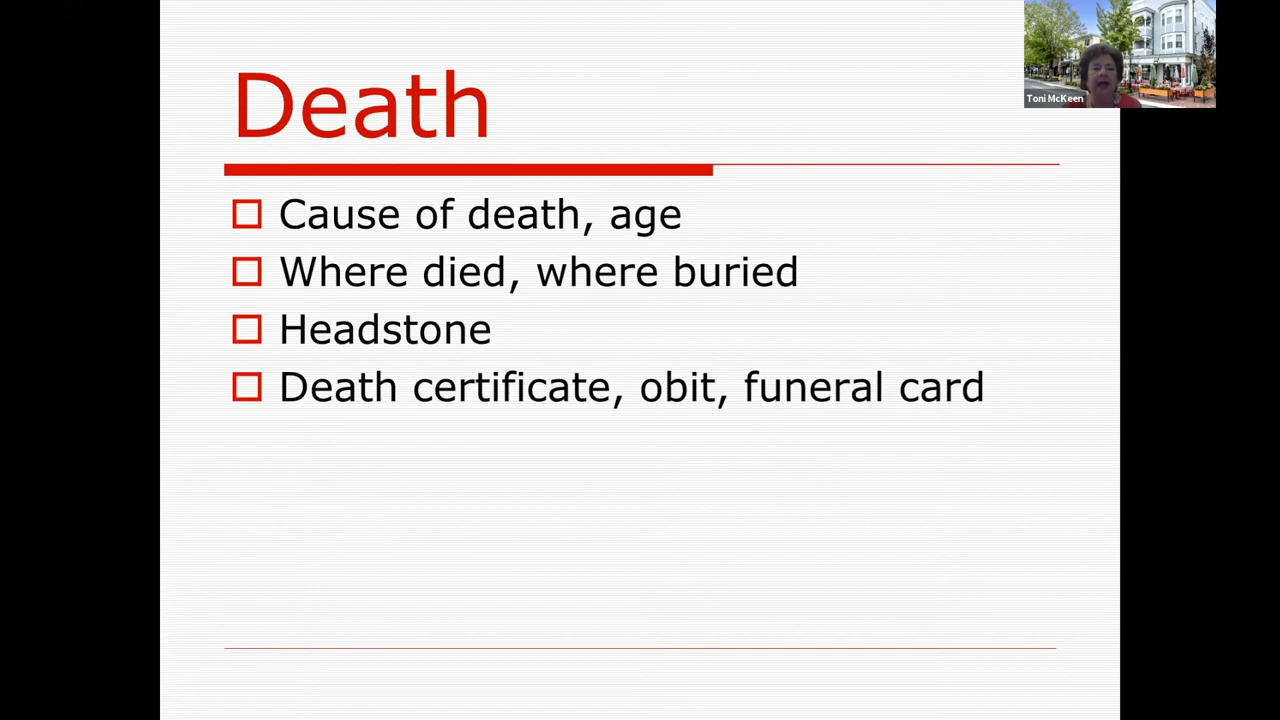 Death
Cause of death, age
Where died, where buried
Headstone
Death certificate, obit, funeral card
Toni McKeen